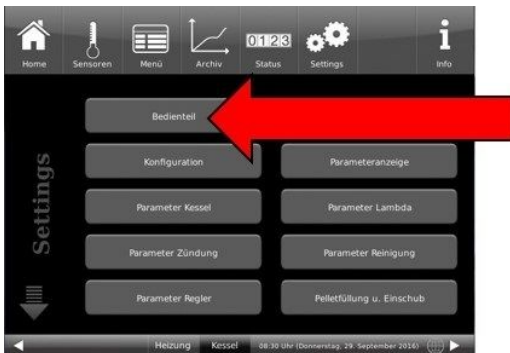 Home Sensoren Menü Archiv Status Settings Info
0123
Settings
Bedienteil
Konfiguration Parameteranzeige
Parameter Kessel Parameter Lambda
Parameter Zündung Parameter Reinigung
Parameter Regler Pelletfüllung u. Einschub
Heizung Kessel 08:30 Uhr (Donnerstag, 29. September 2016)